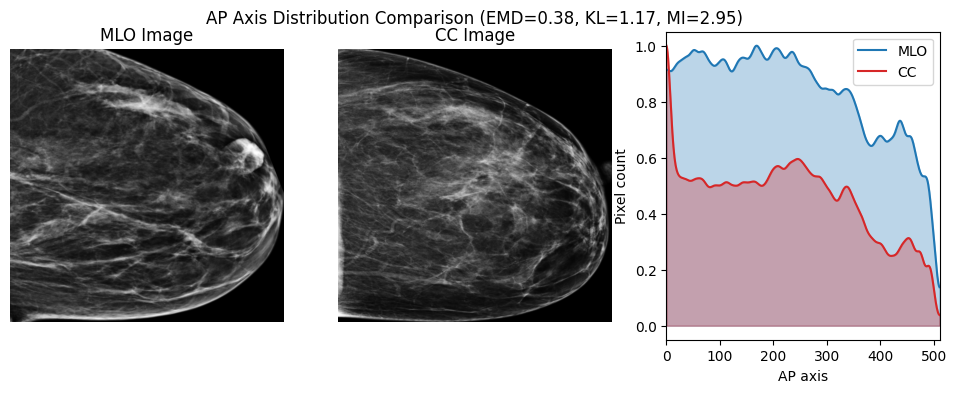 AP Axis Distribution Comparison (EMD=0.38, KL=1.17, MI=2.95)
MLO Image
CC Image
MLO
CC
Pixel count
1.0
0.8
0.6
0.4
0.2
0.0
0 100 200 300 400 500
AP axis